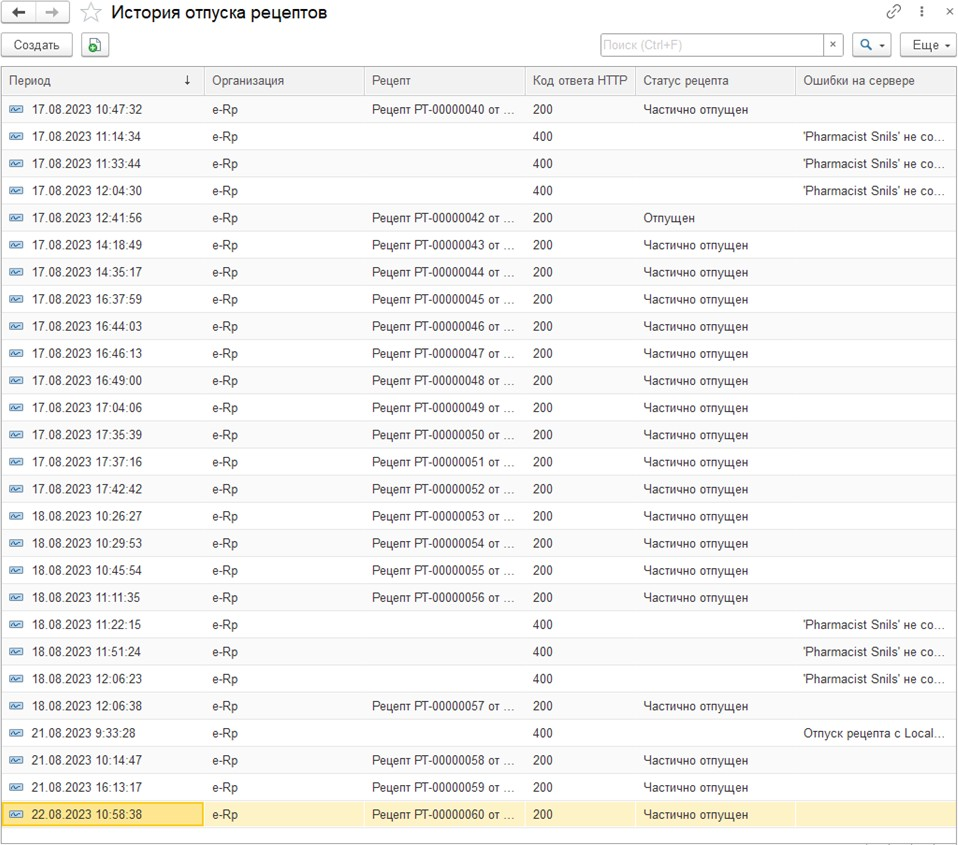 История отпуска рецептов
Создать Поиск (Ctrl+F) × Еще
Период ↓ Организация Рецепт Код ответа HTTP Статус рецепта Ошибки на сервере
17.08.2023 10:47:32 e-Rp Рецепт РТ-00000040 от ... 200 Частично отпущен
17.08.2023 11:14:34 e-Rp 400 'Pharmacist Snils' не со...
17.08.2023 11:33:44 e-Rp 400 'Pharmacist Snils' не со...
17.08.2023 12:04:30 e-Rp 400 'Pharmacist Snils' не со...
17.08.2023 12:41:56 e-Rp Рецепт РТ-00000042 от ... 200 Отпущен
17.08.2023 14:18:49 e-Rp Рецепт РТ-00000043 от ... 200 Частично отпущен
17.08.2023 14:35:17 e-Rp Рецепт РТ-00000044 от ... 200 Частично отпущен
17.08.2023 16:37:59 e-Rp Рецепт РТ-00000045 от ... 200 Частично отпущен
17.08.2023 16:44:03 e-Rp Рецепт РТ-00000046 от ... 200 Частично отпущен
17.08.2023 16:46:13 e-Rp Рецепт РТ-00000047 от ... 200 Частично отпущен
17.08.2023 16:49:00 e-Rp Рецепт РТ-00000048 от ... 200 Частично отпущен
17.08.2023 17:04:06 e-Rp Рецепт РТ-00000049 от ... 200 Частично отпущен
17.08.2023 17:35:39 e-Rp Рецепт РТ-00000050 от ... 200 Частично отпущен
17.08.2023 17:37:16 e-Rp Рецепт РТ-00000051 от ... 200 Частично отпущен
17.08.2023 17:42:42 e-Rp Рецепт РТ-00000052 от ... 200 Частично отпущен
18.08.2023 10:26:27 e-Rp Рецепт РТ-00000053 от ... 200 Частично отпущен
18.08.2023 10:29:53 e-Rp Рецепт РТ-00000054 от ... 200 Частично отпущен
18.08.2023 10:45:54 e-Rp Рецепт РТ-00000055 от ... 200 Частично отпущен
18.08.2023 11:11:35 e-Rp Рецепт РТ-00000056 от ... 200 Частично отпущен
18.08.2023 11:22:15 e-Rp 400 'Pharmacist Snils' не со...
18.08.2023 11:51:24 e-Rp 400 'Pharmacist Snils' не со...
18.08.2023 12:06:23 e-Rp 400 'Pharmacist Snils' не со...
18.08.2023 12:06:38 e-Rp Рецепт РТ-00000057 от ... 200 Частично отпущен
21.08.2023 9:33:28 e-Rp 400 Отпуск рецепта с Local...
21.08.2023 10:14:47 e-Rp Рецепт РТ-00000058 от ... 200 Частично отпущен
21.08.2023 16:13:17 e-Rp Рецепт РТ-00000059 от ... 200 Частично отпущен
22.08.2023 10:58:38 e-Rp Рецепт РТ-00000060 от ... 200 Частично отпущен